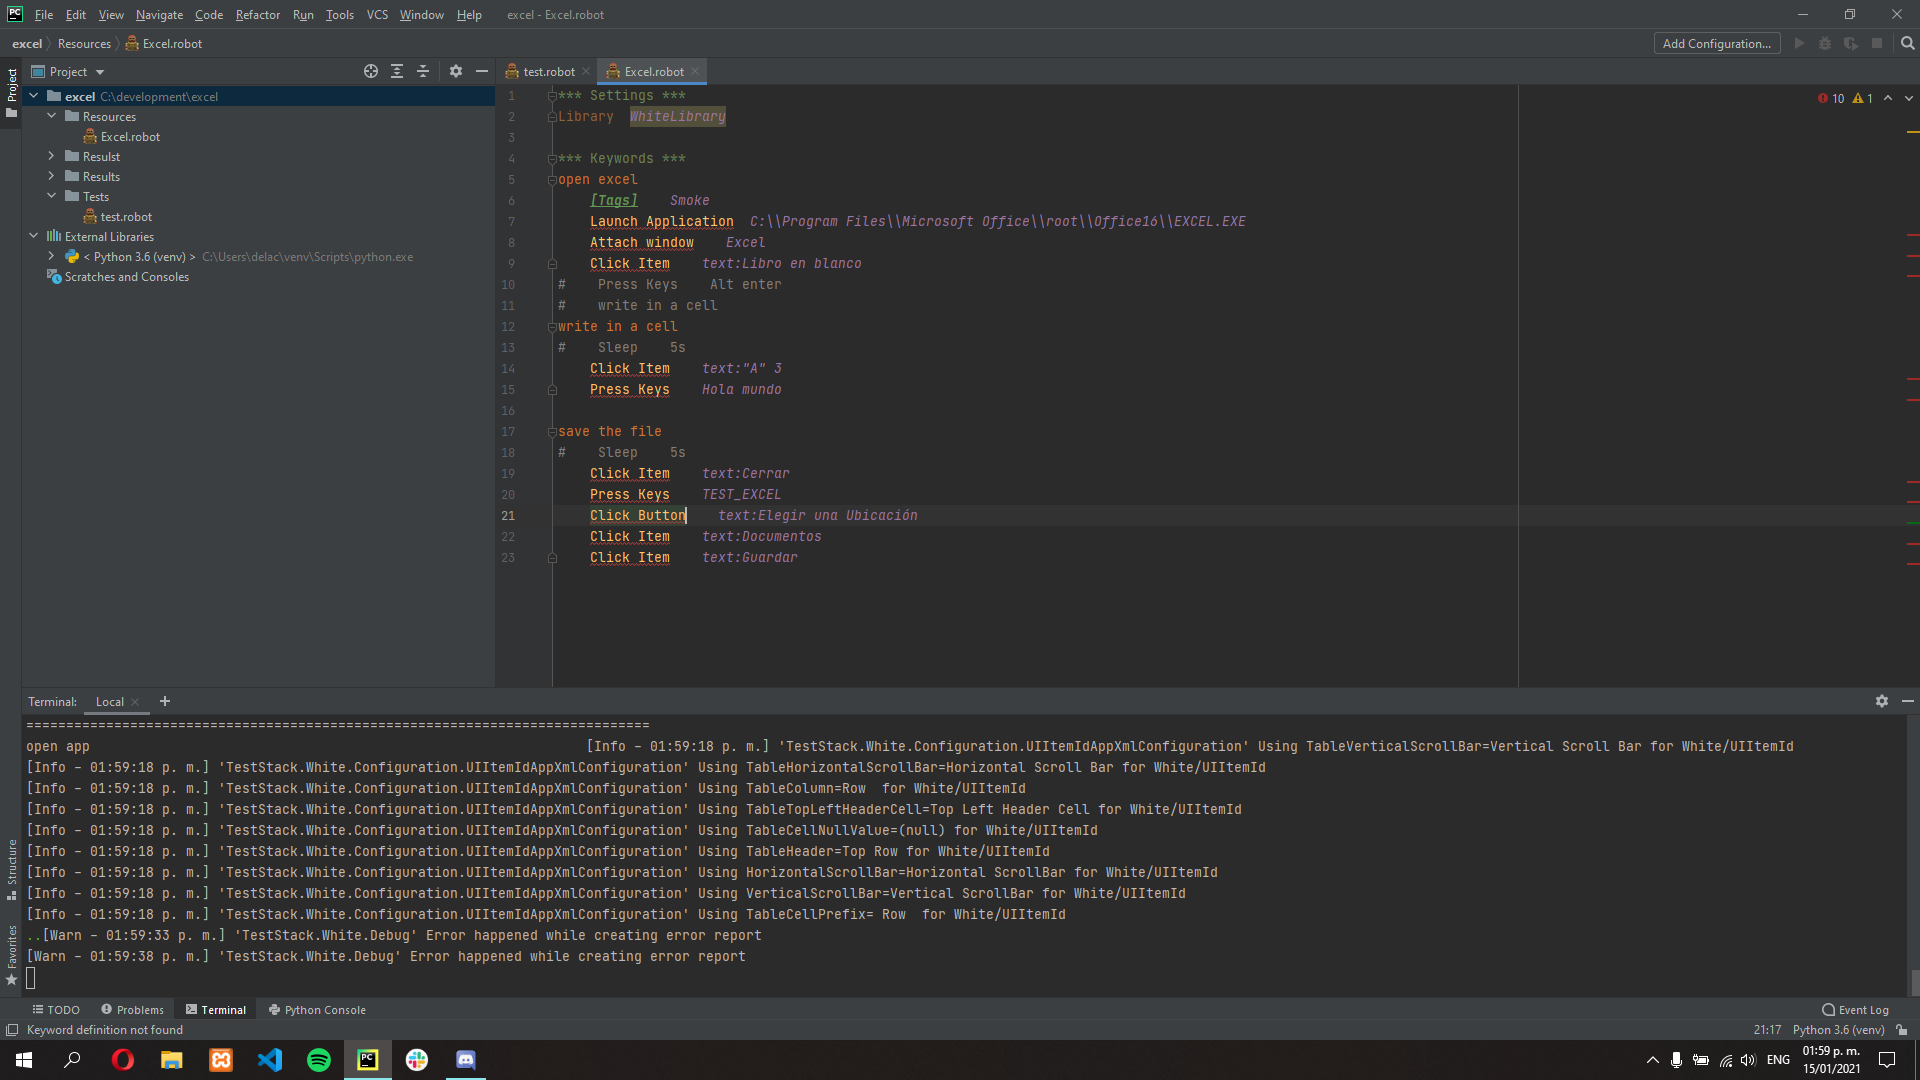 PC File Edit View Navigate Code Refactor Run Tools VCS Window Help excel - Excel.robot
excel Resources Excel.robot Add Configuration...
Project
Project
test.robot Excel.robot
excel C:\development\excel
Resources
Excel.robot
Resulst
Results
Tests
test.robot
External Libraries
< Python 3.6 (venv) > C:\Users\delac\venv\Scripts\python.exe
Scratches and Consoles
10 1
1 *** Settings ***
2 Library WhiteLibrary
3
4 *** Keywords ***
5 open excel
6 [Tags] Smoke
7 Launch Application C:\\Program Files\\Microsoft Office\\root\\Office16\\EXCEL.EXE
8 Attach window Excel
9 Click Item text:Libro en blanco
10 # Press Keys Alt enter
11 # write in a cell
12 write in a cell
13 # Sleep 5s
14 Click Item text:"A" 3
15 Press Keys Hola mundo
16
17 save the file
18 # Sleep 5s
19 Click Item text:Cerrar
20 Press Keys TEST_EXCEL
21 Click Button text:Elegir una Ubicación
22 Click Item text:Documentos
23 Click Item text:Guardar
Terminal: Local
==============================================================================
open app [Info - 01:59:18 p. m.] 'TestStack.White.Configuration.UIItemIdAppXmlConfiguration' Using TableVerticalScrollBar=Vertical Scroll Bar for White/UIItemId
[Info - 01:59:18 p. m.] 'TestStack.White.Configuration.UIItemIdAppXmlConfiguration' Using TableHorizontalScrollBar=Horizontal Scroll Bar for White/UIItemId
[Info - 01:59:18 p. m.] 'TestStack.White.Configuration.UIItemIdAppXmlConfiguration' Using TableColumn=Row  for White/UIItemId
[Info - 01:59:18 p. m.] 'TestStack.White.Configuration.UIItemIdAppXmlConfiguration' Using TableTopLeftHeaderCell=Top Left Header Cell for White/UIItemId
[Info - 01:59:18 p. m.] 'TestStack.White.Configuration.UIItemIdAppXmlConfiguration' Using TableCellNullValue=(null) for White/UIItemId
[Info - 01:59:18 p. m.] 'TestStack.White.Configuration.UIItemIdAppXmlConfiguration' Using TableHeader=Top Row for White/UIItemId
[Info - 01:59:18 p. m.] 'TestStack.White.Configuration.UIItemIdAppXmlConfiguration' Using HorizontalScrollBar=Horizontal ScrollBar for White/UIItemId
[Info - 01:59:18 p. m.] 'TestStack.White.Configuration.UIItemIdAppXmlConfiguration' Using VerticalScrollBar=Vertical ScrollBar for White/UIItemId
[Info - 01:59:18 p. m.] 'TestStack.White.Configuration.UIItemIdAppXmlConfiguration' Using TableCellPrefix= Row  for White/UIItemId
..[Warn - 01:59:33 p. m.] 'TestStack.White.Debug' Error happened while creating error report
[Warn - 01:59:38 p. m.] 'TestStack.White.Debug' Error happened while creating error report
Structure
Favorites
TODO Problems Terminal Python Console Event Log
Keyword definition not found 21:17 Python 3.6 (venv)
PC
ENG
01:59 p. m.
15/01/2021